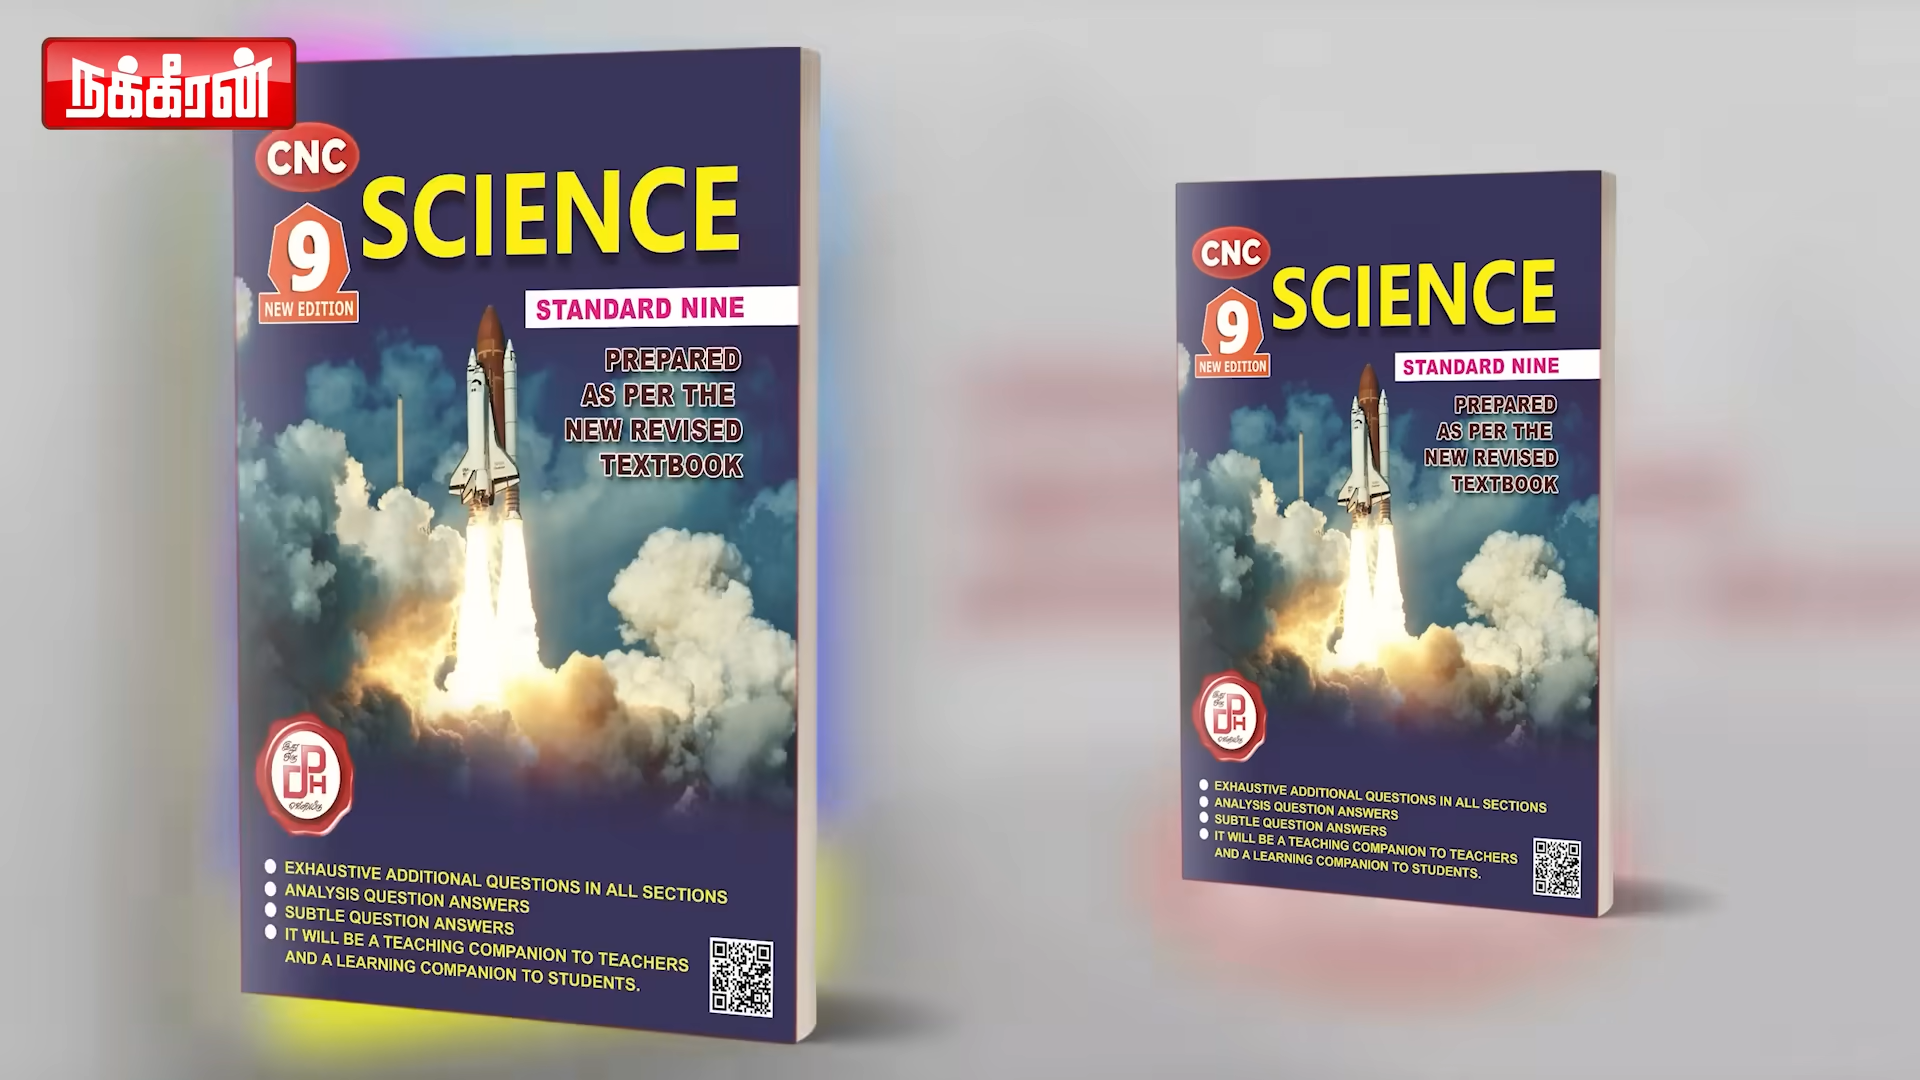 நக்கீரன்
CNC
SCIENCE
9
NEW EDITION
STANDARD NINE
PREPARED
AS PER THE
NEW REVISED
TEXTBOOK
DPH
EXHAUSTIVE ADDITIONAL QUESTIONS IN ALL SECTIONS
ANALYSIS QUESTION ANSWERS
SUBTLE QUESTION ANSWERS
IT WILL BE A TEACHING COMPANION TO TEACHERS
AND A LEARNING COMPANION TO STUDENTS.
CNC
SCIENCE
9
NEW EDITION
STANDARD NINE
PREPARED
AS PER THE
NEW REVISED
TEXTBOOK
DPH
EXHAUSTIVE ADDITIONAL QUESTIONS IN ALL SECTIONS
ANALYSIS QUESTION ANSWERS
SUBTLE QUESTION ANSWERS
IT WILL BE A TEACHING COMPANION TO TEACHERS
AND A LEARNING COMPANION TO STUDENTS.